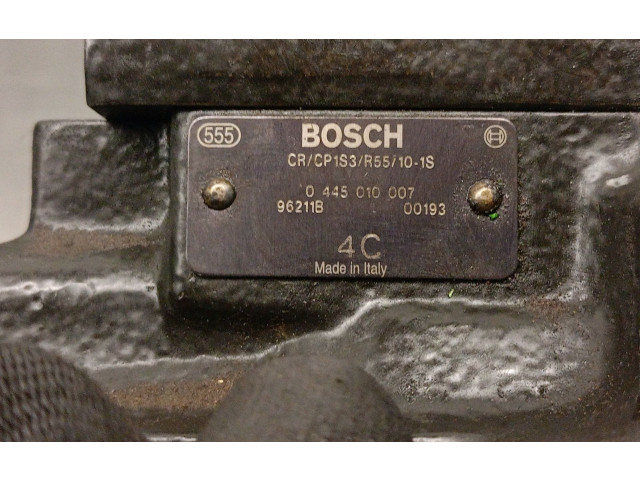 555 BOSCH
CR/CP1S3/R55/10-1S
0 445 010 007
96211B 00193
4C
Made in Italy